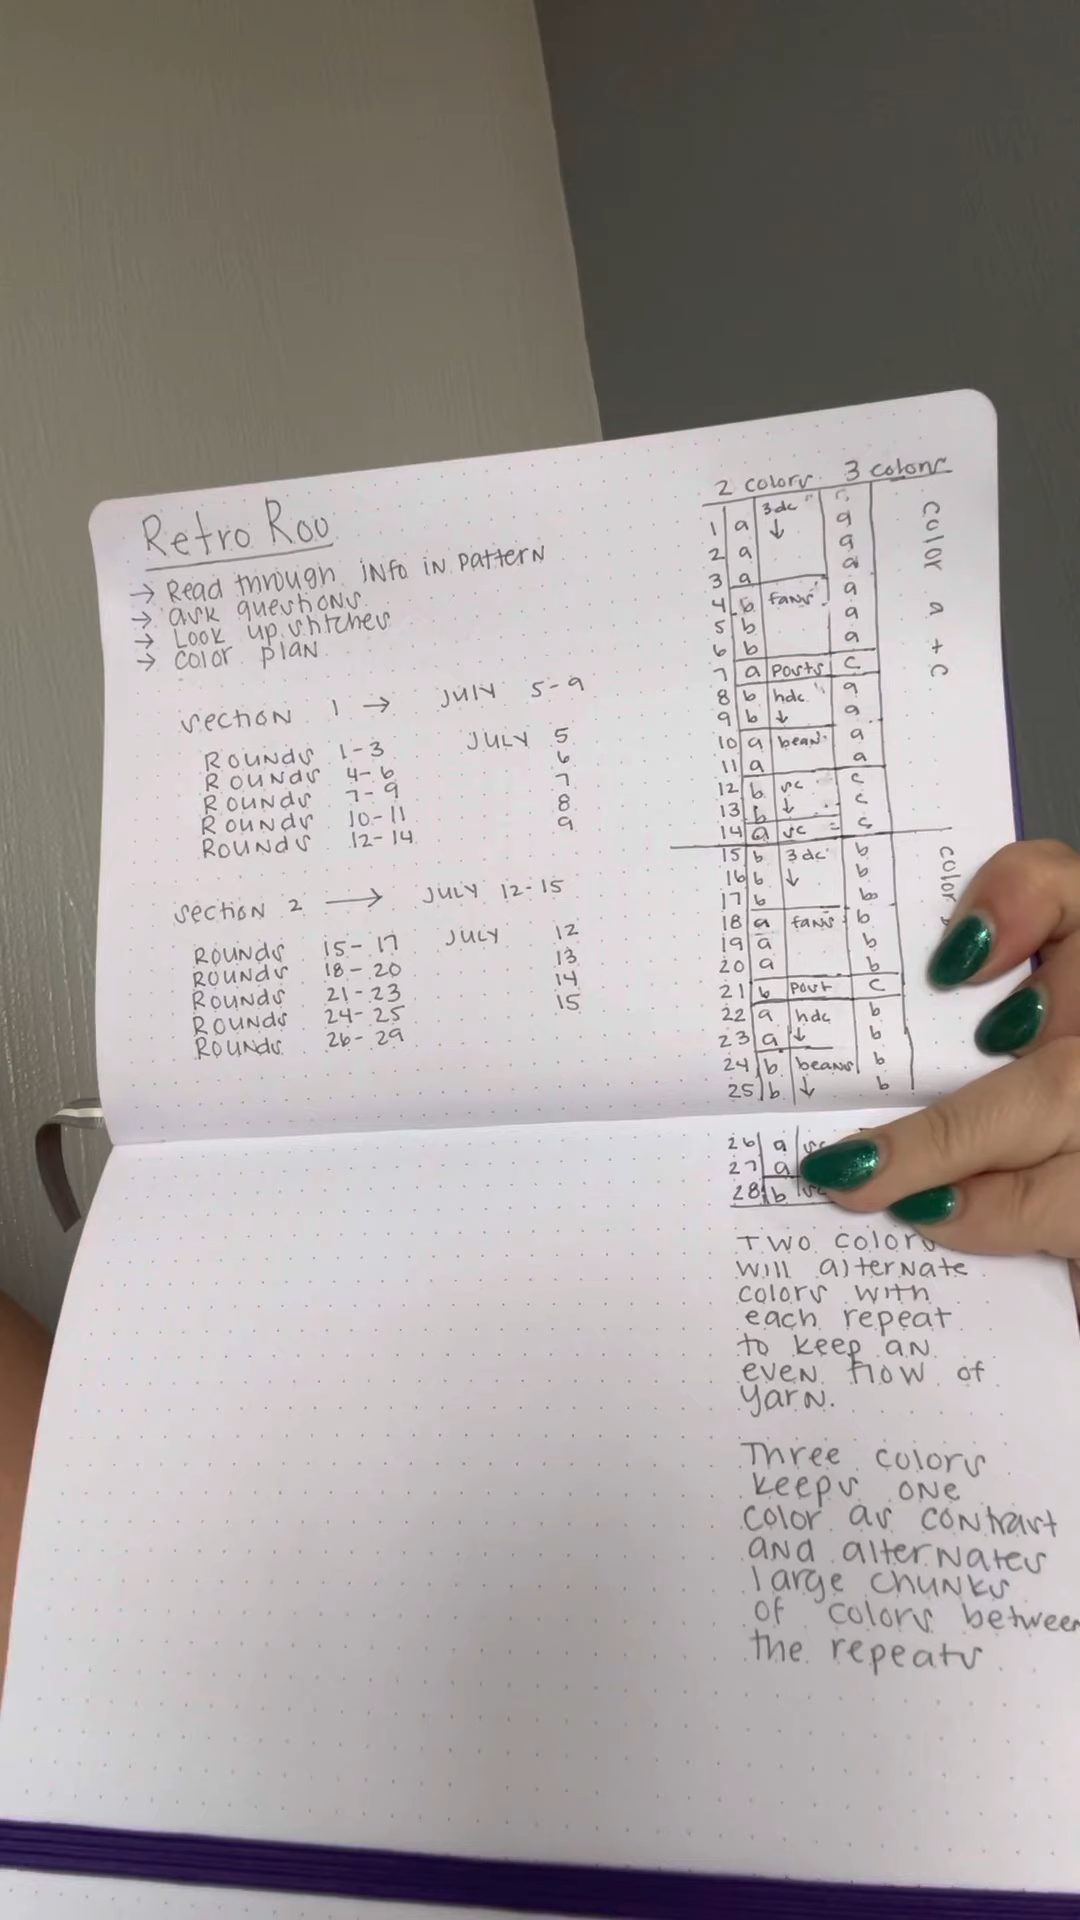 Retro Roo
→ Read through info in pattern
→ ask questions
→ Look up stitches
→ color plan
section 1 → July 5-9
Rounds 1-3 July 5
Rounds 4-6 6
Rounds 7-9 7
Rounds 10-11 8
Rounds 12-14 9
section 2 → July 12-15
Rounds 15-17 July 12
Rounds 18-20 13
Rounds 21-23 14
Rounds 24-25 15
Rounds 26-29
2 colors 3 colors
1 a 3dc a
2 a ↓ a
3 a a
4 b fans a
5 b a
6 b a
7 a posts c
8 b hdc a
9 b ↓ a
10 a bean a
11 a a
12 b sc c
13 b ↓ c
14 a sc c
15 b 3dc b
16 b ↓ b
17 b b
18 a fans b
19 a b
20 a b
21 b post c
22 a hdc b
23 a ↓ b
24 b beans b
25 b ↓ b
color a + c
color
26 a
27 a
28 b
Two colors
will alternate
colors with
each repeat
to keep an
even flow of
yarn.
Three colors
keeps one
color as contrast
and alternates
large chunks
of colors between
the repeats